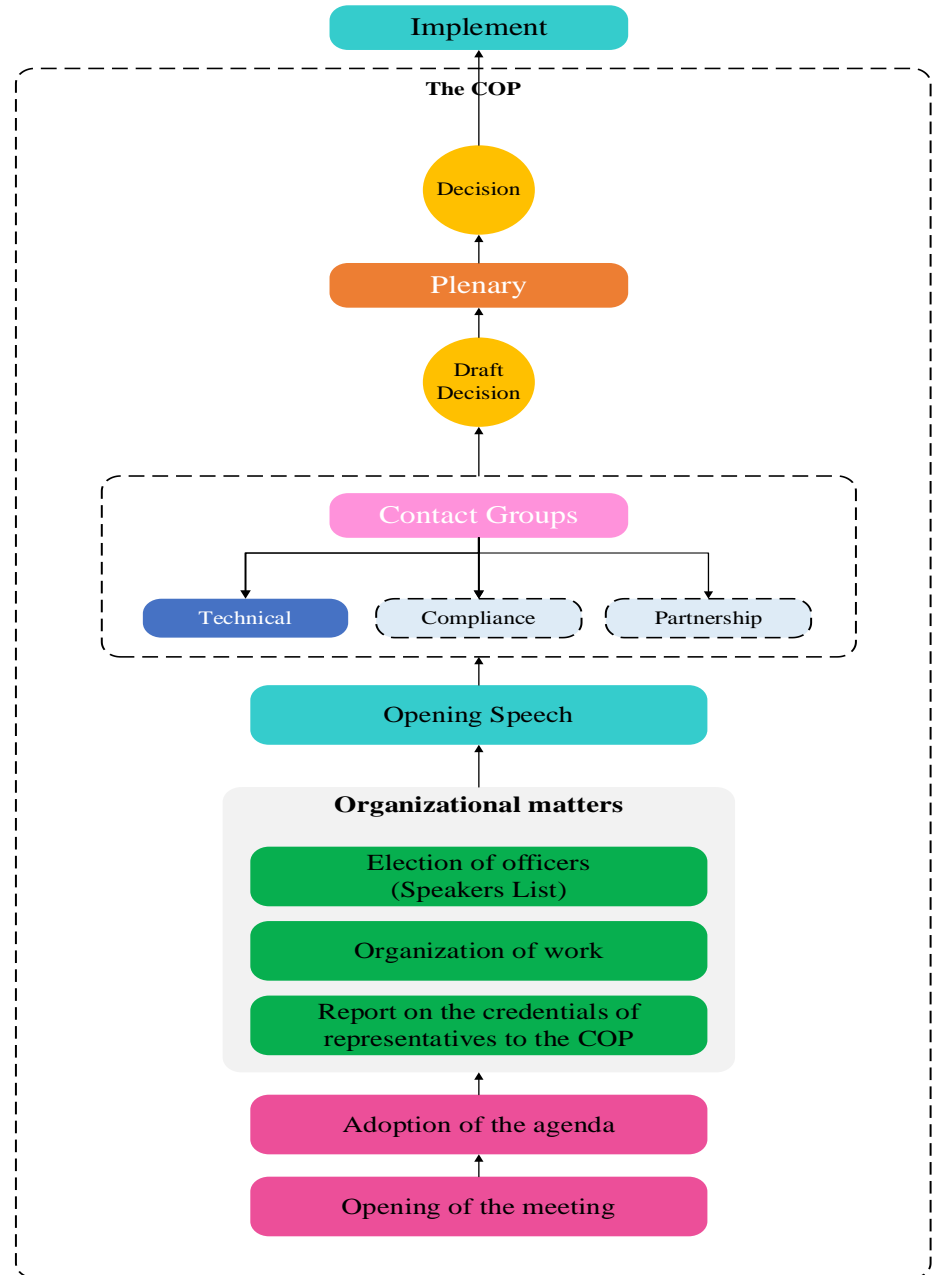 Implement
The COP
Decision
Plenary
Draft
Decision
Contact Groups
Technical
Compliance
Partnership
Opening Speech
Organizational matters
Election of officers
(Speakers List)
Organization of work
Report on the credentials of
representatives to the COP
Adoption of the agenda
Opening of the meeting